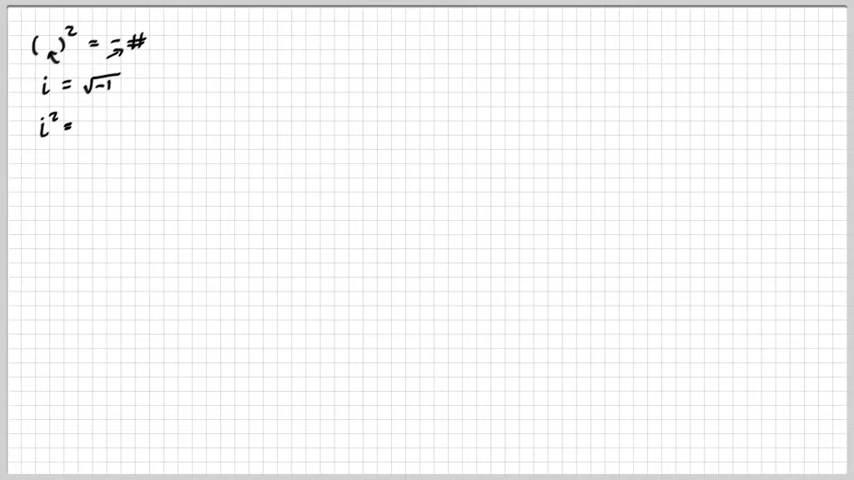 ( )² = -#
i = √-1
i² =